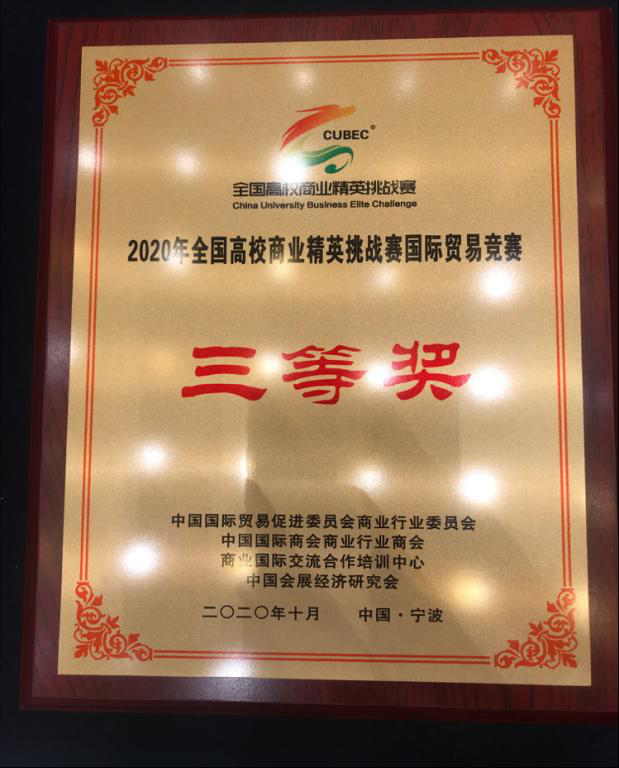 CUBEC®
全国高校商业精英挑战赛
China University Business Elite Challenge
2020年全国高校商业精英挑战赛国际贸易竞赛
三等奖
中国国际贸易促进委员会商业行业委员会
中国国际商会商业行业商会
商业国际交流合作培训中心
中国会展经济研究会
二〇二〇年十月 中国·宁波